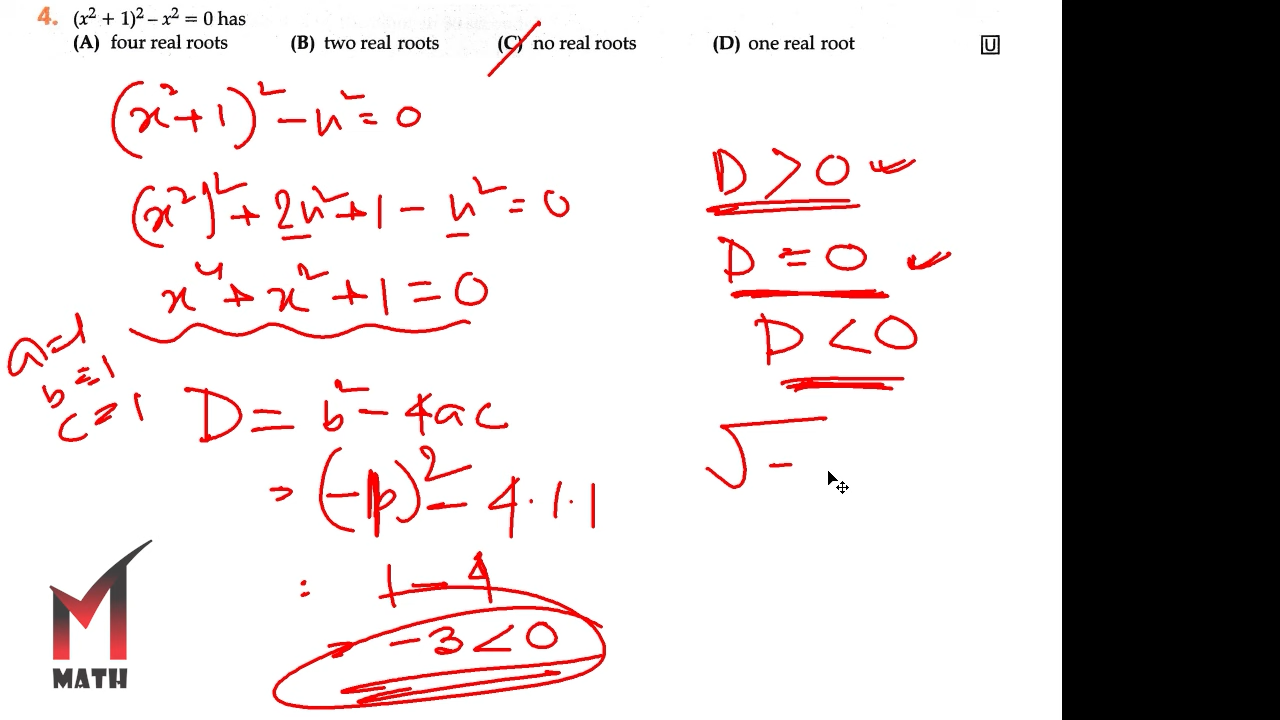 4. (x² + 1)² – x² = 0 has
(A) four real roots (B) two real roots (C) no real roots (D) one real root U
(x²+1)² - x² = 0
(x²)² + 2x² + 1 - x² = 0
x⁴ + x² + 1 = 0
a=1
b=1
c=1
D = b² - 4ac
4·1·1
: 1 - 4
-3 < 0
D > 0
D = 0
D < 0
√-
MATH